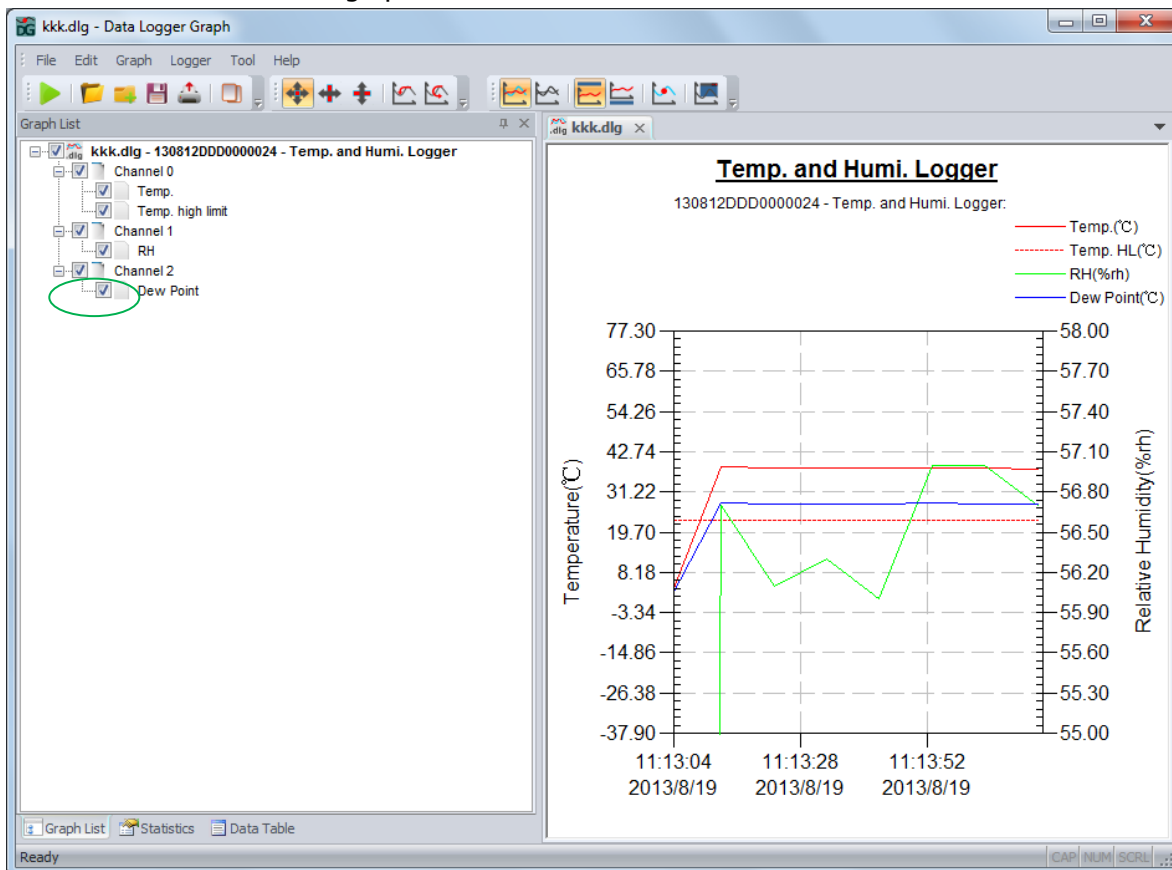 kkk.dlg - Data Logger Graph
File Edit Graph Logger Tool Help
Graph List
kkk.dlg - 130812DDD0000024 - Temp. and Humi. Logger
Channel 0
Temp.
Temp. high limit
Channel 1
RH
Channel 2
Dew Point
Graph List Statistics Data Table
Ready
.dlg kkk.dlg
Temp. and Humi. Logger
130812DDD0000024 - Temp. and Humi. Logger:
Temp.(℃)
Temp. HL(℃)
RH(%rh)
Dew Point(℃)
Temperature(℃)
77.30
65.78
54.26
42.74
31.22
19.70
8.18
-3.34
-14.86
-26.38
-37.90
58.00
57.70
57.40
57.10
56.80
56.50
56.20
55.90
55.60
55.30
55.00
Relative Humidity(%rh)
11:13:04 11:13:28 11:13:52
2013/8/19 2013/8/19 2013/8/19
CAP NUM SCRL